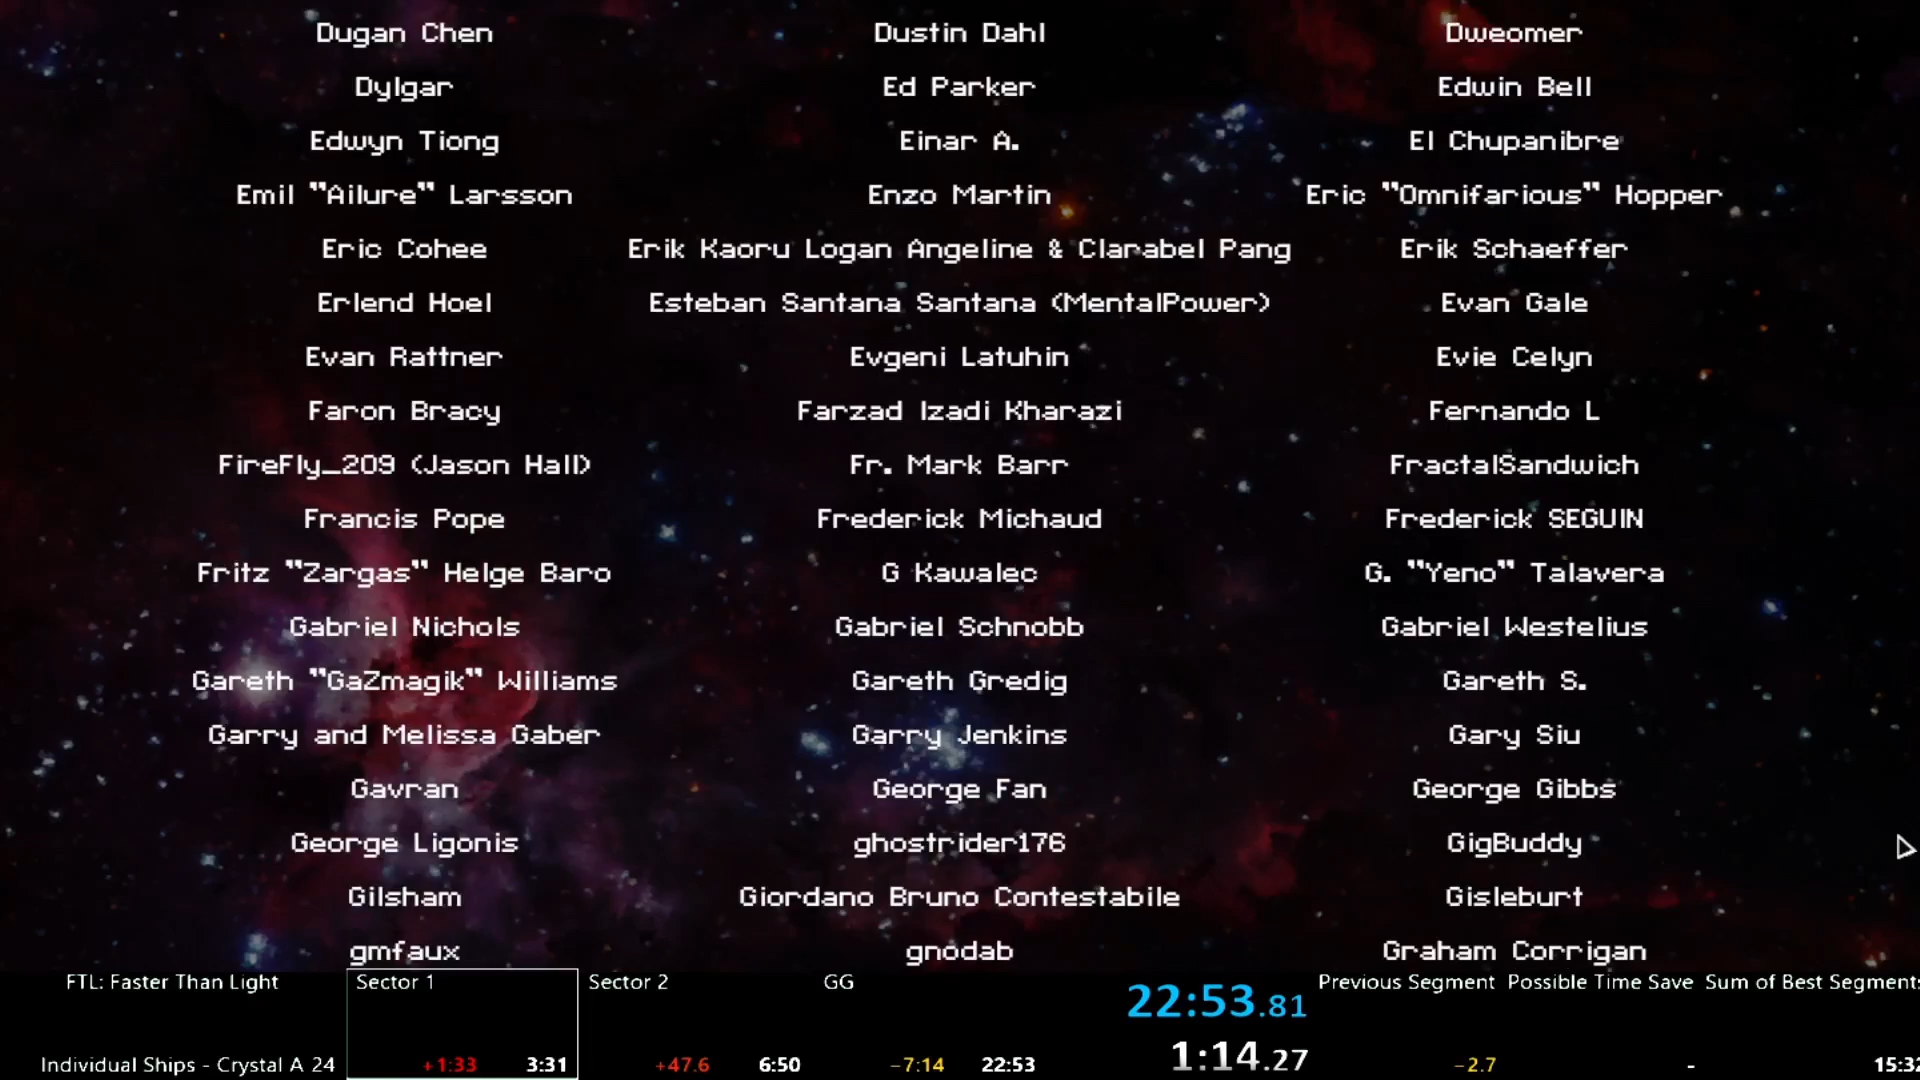 Dugan Chen Dustin Dahl Dweomer
Dylgar Ed Parker Edwin Bell
Edwyn Tiong Einar A. El Chupanibre
Emil "Ailure" Larsson Enzo Martin Eric "Omnifarious" Hopper
Eric Cohee Erik Kaoru Logan Angeline & Clarabel Pang Erik Schaeffer
Erlend Hoel Esteban Santana Santana (MentalPower) Evan Gale
Evan Rattner Evgeni Latuhin Evie Celyn
Faron Bracy Farzad Izadi Kharazi Fernando L
FireFly_209 (Jason Hall) Fr. Mark Barr FractalSandwich
Francis Pope Frederick Michaud Frederick SEGUIN
Fritz "Zargas" Helge Baro G Kawalec G. "Yeno" Talavera
Gabriel Nichols Gabriel Schnobb Gabriel Westelius
Gareth "GaZmagik" Williams Gareth Gredig Gareth S.
Garry and Melissa Gaber Garry Jenkins Gary Siu
Gavran George Fan George Gibbs
George Ligonis ghostrider176 GigBuddy
Gilsham Giordano Bruno Contestabile Gisleburt
gmfaux gnodab Graham Corrigan
FTL: Faster Than Light Sector 1 Sector 2 GG 22:53.81 Previous Segment Possible Time Save Sum of Best Segments
Individual Ships - Crystal A 24 +1:33 3:31 +47.6 6:50 -7:14 22:53 1:14.27 -2.7 - 15:32